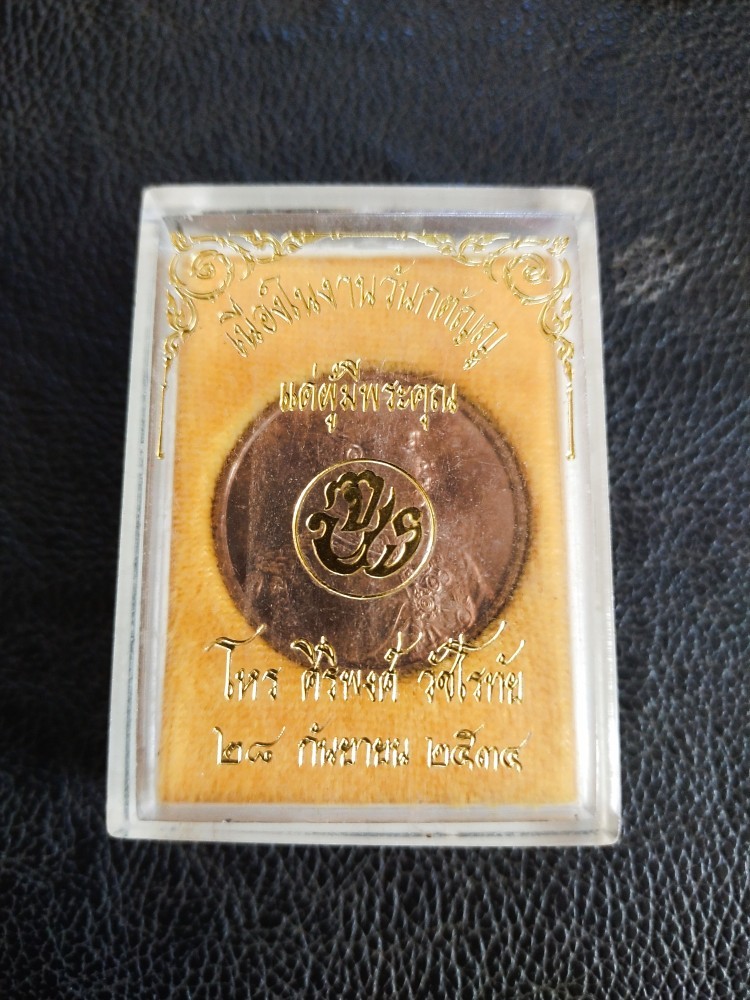 เนื่องในงานวันกตัญญู
แด่ผู้มีพระคุณ
โหร ศิริพงศ์ วัชโรทัย
๒๘ กันยายน ๒๕๓๔